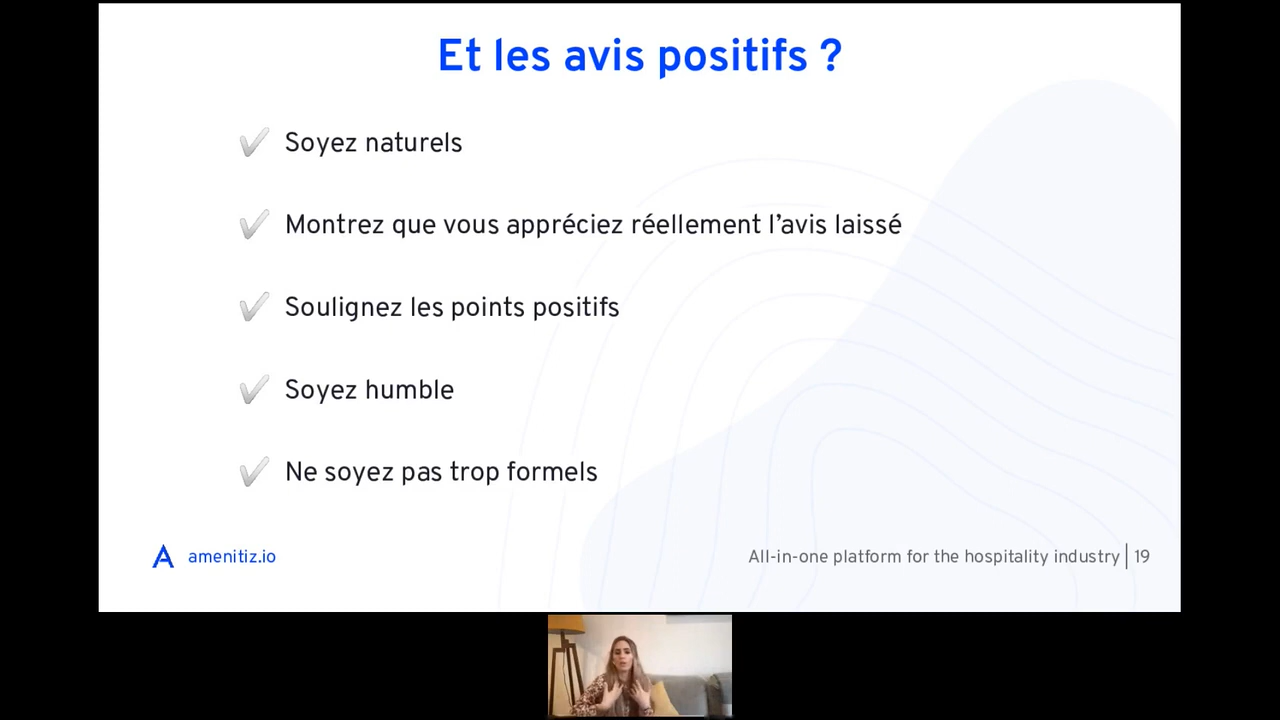 Et les avis positifs ?
Soyez naturels
Montrez que vous appréciez réellement l’avis laissé
Soulignez les points positifs
Soyez humble
Ne soyez pas trop formels
amenitiz.io
All-in-one platform for the hospitality industry | 19